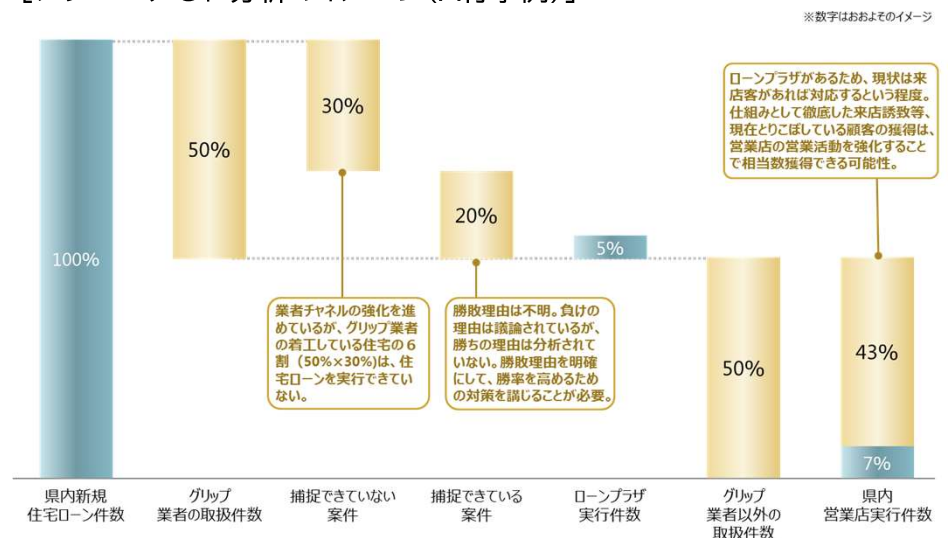 ※数字はおおよそのイメージ
ローンプラザがあるため、現状は来
店客があれば対応するという程度。
仕組みとして徹底した来店誘致等、
現在とりこぼしている顧客の獲得は、
営業店の営業活動を強化すること
で相当数獲得できる可能性。
30%
50%
20%
5%
100%
業者チャネルの強化を進
めているが、グリップ業者
の着工している住宅の6
割（50%×30%)は、住
宅ローンを実行できてい
ない。
勝敗理由は不明。負けの
理由は議論されているが、
勝ちの理由は分析されて
いない。勝敗理由を明確
にして、勝率を高めるため
の対策を講じることが必要。
50%
43%
7%
県内新規
住宅ローン件数
グリップ
業者の取扱件数
捕捉できていない
案件
捕捉できている
案件
ローンプラザ
実行件数
グリップ
業者以外の
取扱件数
県内
営業店実行件数